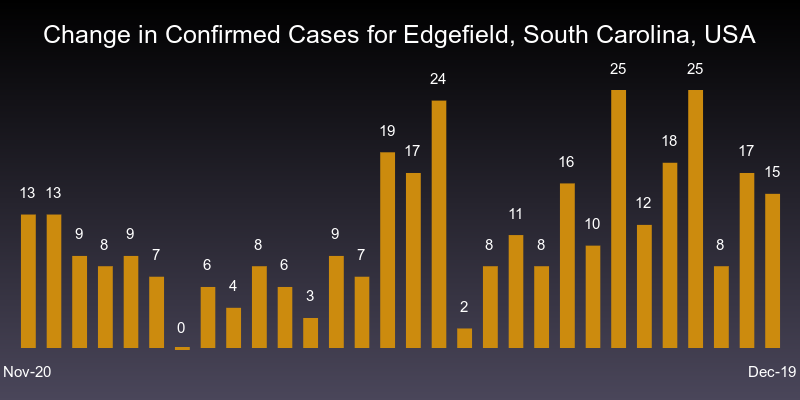 Change in Confirmed Cases for Edgefield, South Carolina, USA
13 13 9 8 9 7 0 6 4 8 6 3 9 7 19 17 24 2 8 11 8 16 10 25 12 18 25 8 17 15
Nov-20 Dec-19